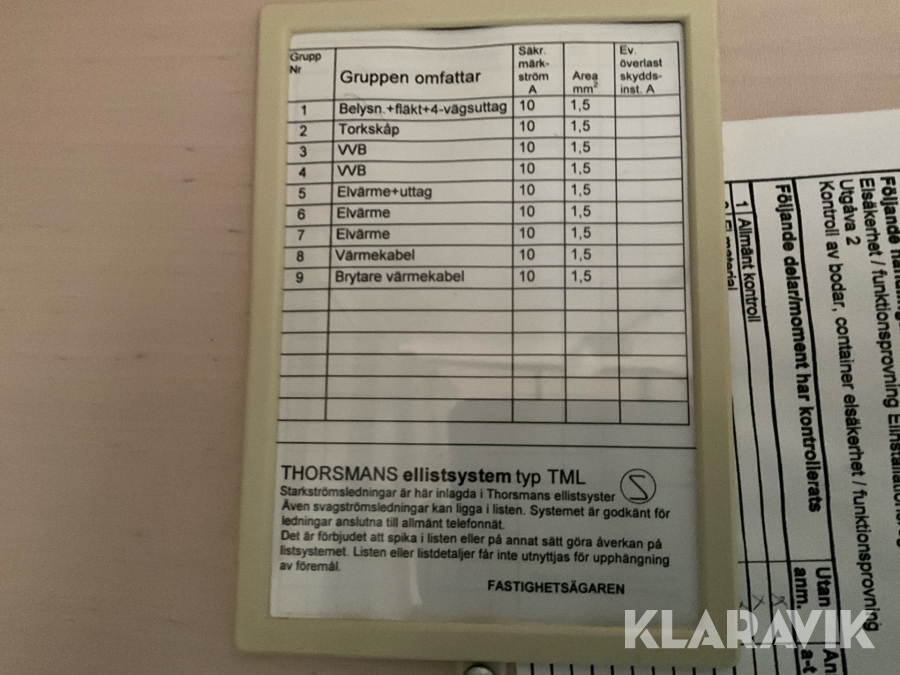 Grupp Nr | Gruppen omfattar | Säkr. märk- ström A | Area mm² | Ev. överlast skydds- inst. A
1 Belysn.+fläkt+4-vägsuttag 10 1,5
2 Torkskåp 10 1,5
3 VVB 10 1,5
4 VVB 10 1,5
5 Elvärme+uttag 10 1,5
6 Elvärme 10 1,5
7 Elvärme 10 1,5
8 Värmekabel 10 1,5
9 Brytare värmekabel 10 1,5
THORSMANS ellistsystem typ TML
Starkströmsledningar är här inlagda i Thorsmans ellistsyster
Även svagströmsledningar kan ligga i listen. Systemet är godkänt för
ledningar anslutna till allmänt telefonnät.
Det är förbjudet att spika i listen eller på annat sätt göra åverkan på
listsystemet. Listen eller listdetaljer får inte utnyttjas för upphängning
av föremål.
FASTIGHETSÄGAREN
Elsäkerhet / funktionsprovning Elinstallation
Utgåva 2
Kontroll av bodar, container elsäkerhet / funktionsprovning
Följande delar/moment har kontrollerats
Utan
anm.
An
a-t
1 Allmänt kontroll
KLARAVIK